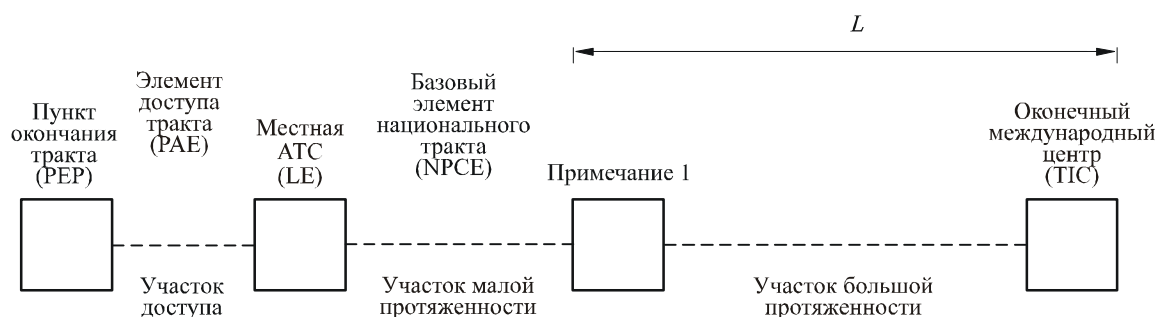 L
Пункт
окончания
тракта
(PEP)
Элемент
доступа
тракта
(PAE)
Местная
АТС
(LE)
Базовый
элемент
национального
тракта
(NPCE)
Примечание 1
Оконечный
международный
центр
(TIC)
Участок
доступа
Участок малой
протяженности
Участок большой
протяженности